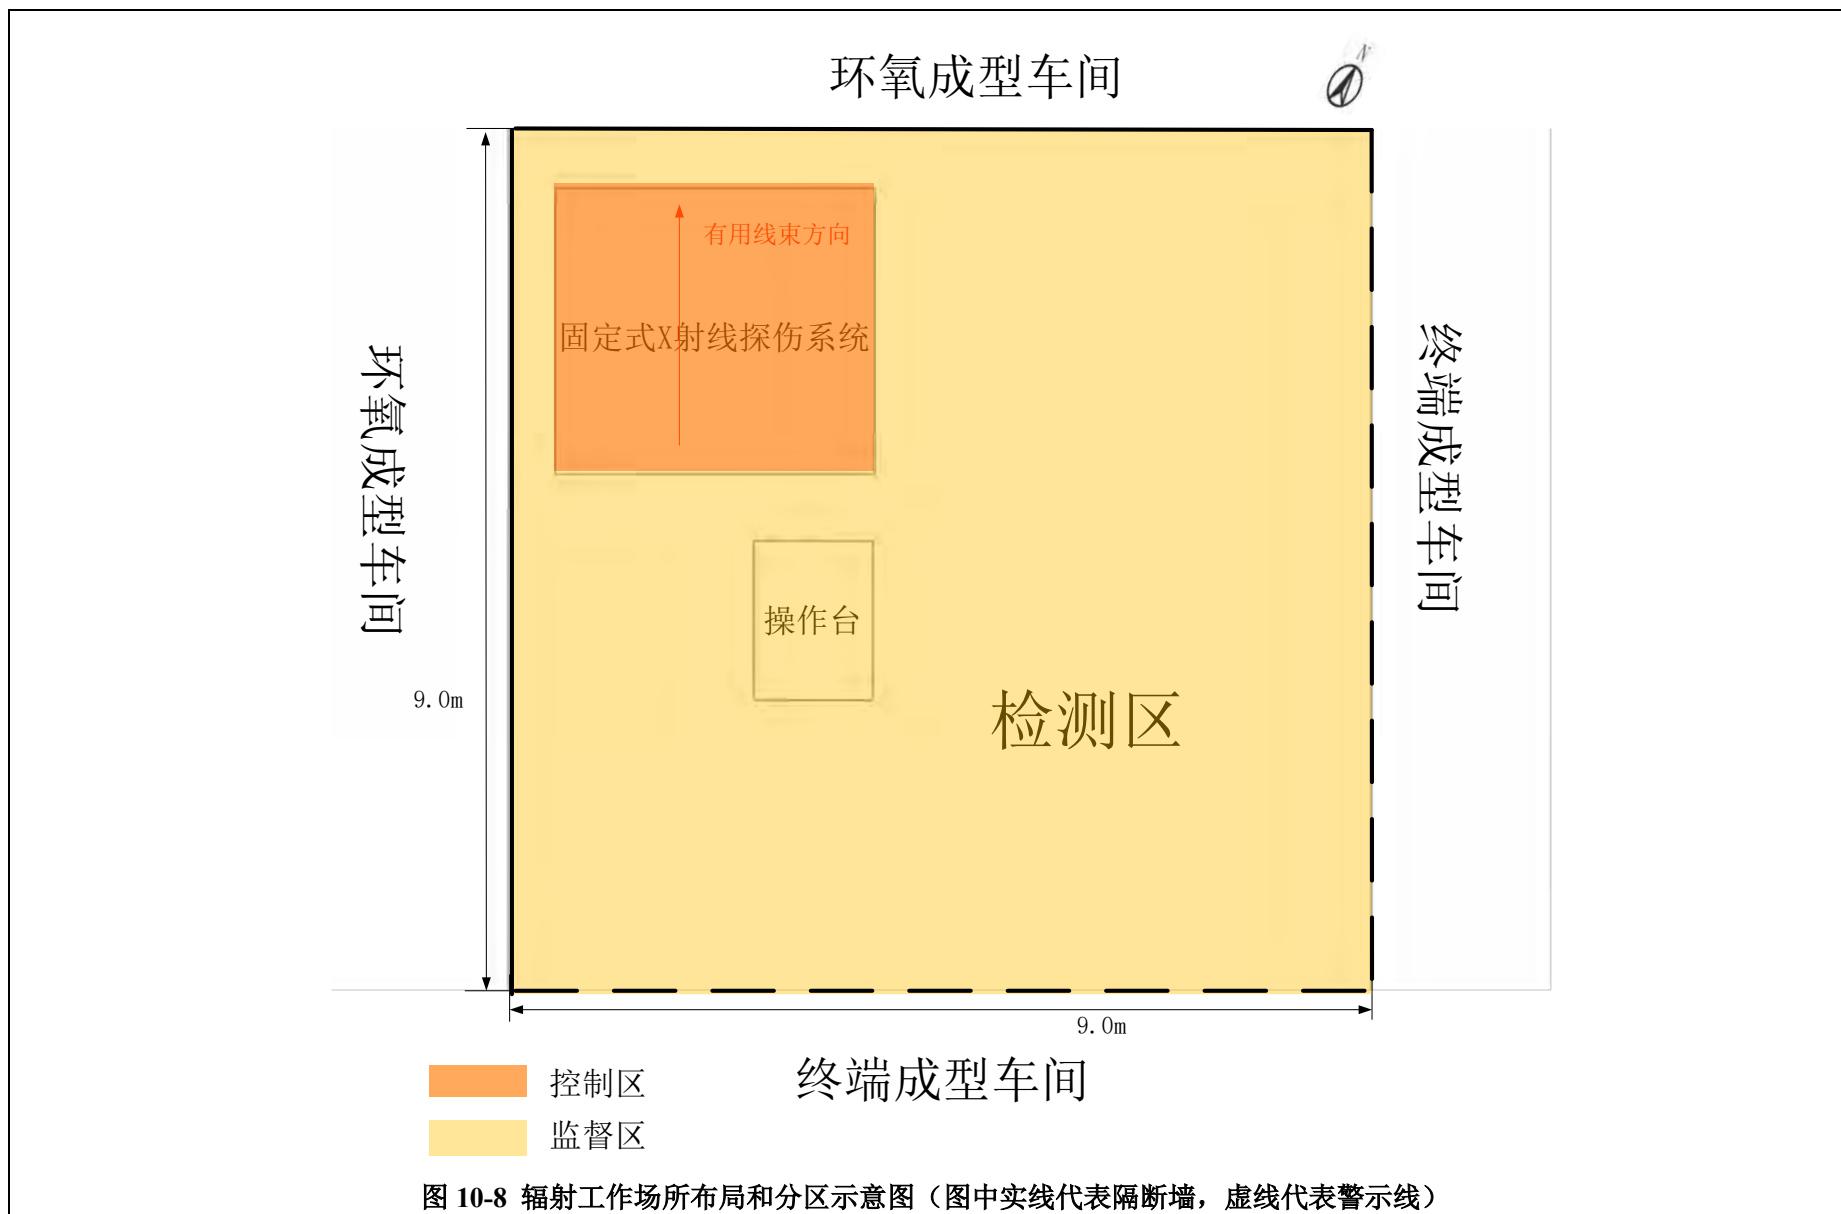 环氧成型车间
N
有用线束方向
固定式X射线探伤系统
环氧成型车间
终端成型车间
操作台
检测区
9.0m
9.0m
终端成型车间
控制区
监督区
图 10-8 辐射工作场所布局和分区示意图（图中实线代表隔断墙，虚线代表警示线）